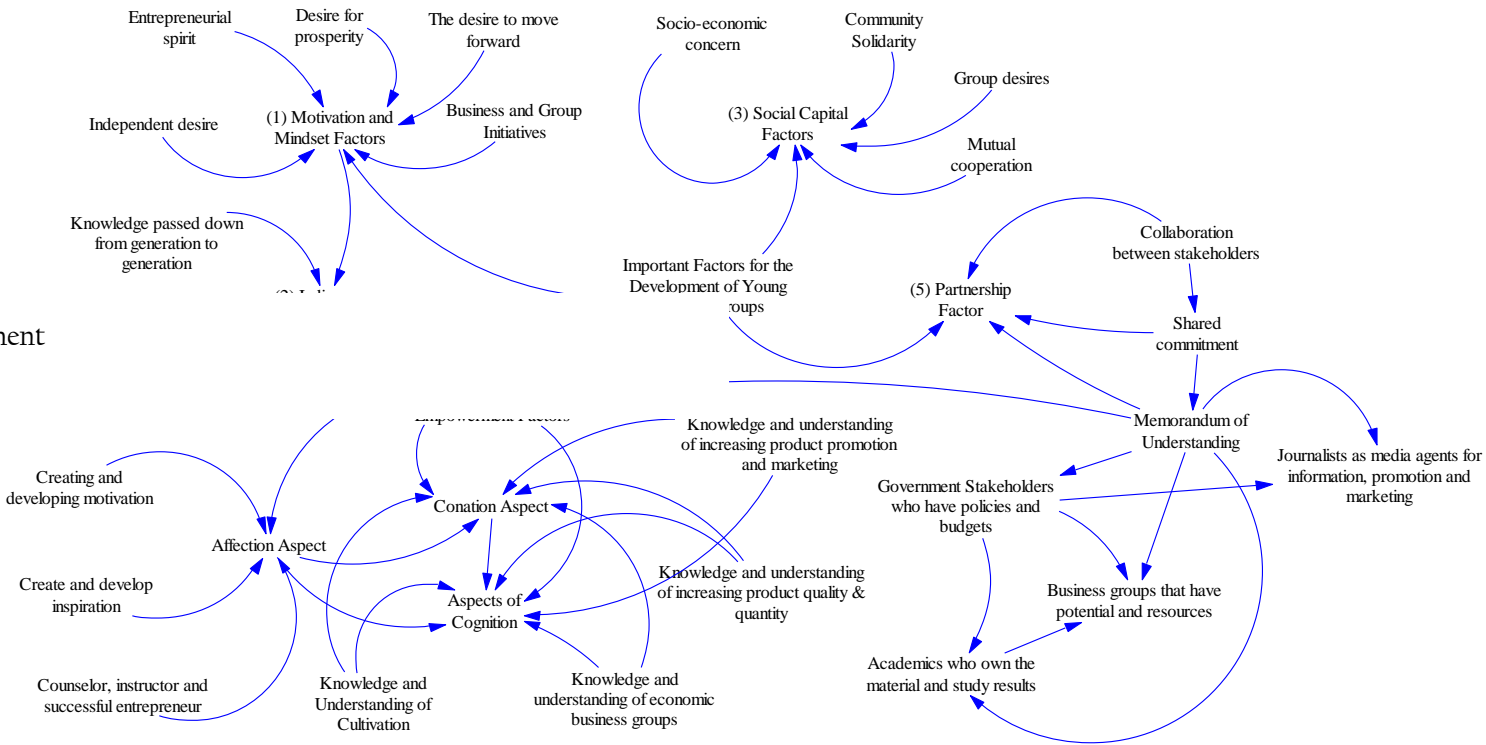 Entrepreneurial
spirit
Desire for
prosperity
The desire to move
forward
Independent desire
(1) Motivation and
Mindset Factors
Business and Group
Initiatives
Knowledge passed down
from generation to
generation
Socio-economic
concern
Community
Solidarity
Group desires
(3) Social Capital
Factors
Mutual
cooperation
Important Factors for the
Development of Young
roups
Collaboration
between stakeholders
(5) Partnership
Factor
Shared
commitment
nent
Empowerment Factors
Knowledge and understanding
of increasing product promotion
and marketing
Memorandum of
Understanding
Journalists as media agents for
information, promotion and
marketing
Government Stakeholders
who have policies and
budgets
Creating and
developing motivation
Conation Aspect
Affection Aspect
Create and develop
inspiration
Aspects of
Cognition
Knowledge and understanding
of increasing product quality &
quantity
Business groups that have
potential and resources
Academics who own the
material and study results
Counselor, instructor and
successful entrepreneur
Knowledge and
Understanding of
Cultivation
Knowledge and
understanding of economic
business groups